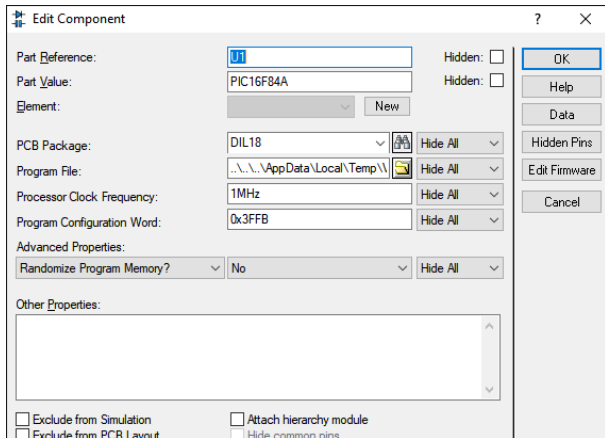 Edit Component ? X
Part Reference: U1 Hidden: OK
Part Value: PIC16F84A Hidden: Help
Element: New Data
PCB Package: DIL18 Hide All Hidden Pins
Program File: ..\..\..\AppData\Local\Temp\\ Hide All Edit Firmware
Processor Clock Frequency: 1MHz Hide All Cancel
Program Configuration Word: 0x3FFB Hide All
Advanced Properties:
Randomize Program Memory? No Hide All
Other Properties:
Exclude from Simulation Attach hierarchy module
Exclude from PCB Layout Hide common pins